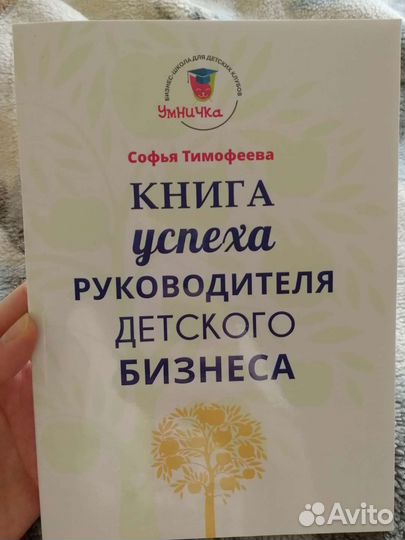 БИЗНЕС-ШКОЛА ДЛЯ ДЕТСКИХ КЛУБОВ
УМНИЧКА
Софья Тимофеева
КНИГА
успеха
РУКОВОДИТЕЛЯ
ДЕТСКОГО
БИЗНЕСА
Avito